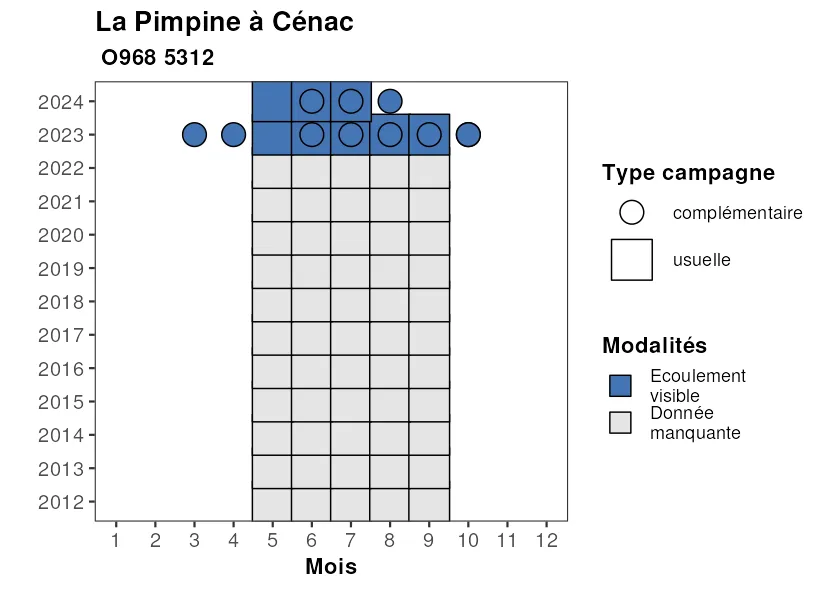 La Pimpine à Cénac
O968 5312
2024
2023
2022
2021
2020
2019
2018
2017
2016
2015
2014
2013
2012
1 2 3 4 5 6 7 8 9 10 11 12
Mois
Type campagne
complémentaire
usuelle
Modalités
Ecoulement
visible
Donnée
manquante